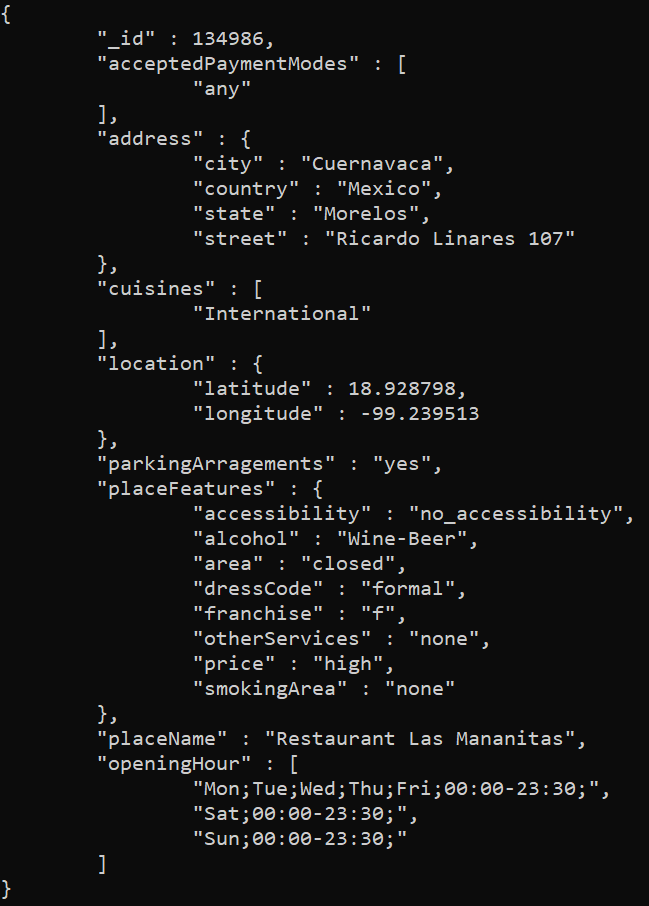 {
"_id" : 134986,
"acceptedPaymentModes" : [
"any"
],
"address" : {
"city" : "Cuernavaca",
"country" : "Mexico",
"state" : "Morelos",
"street" : "Ricardo Linares 107"
},
"cuisines" : [
"International"
],
"location" : {
"latitude" : 18.928798,
"longitude" : -99.239513
},
"parkingArragements" : "yes",
"placeFeatures" : {
"accessibility" : "no_accessibility",
"alcohol" : "Wine-Beer",
"area" : "closed",
"dressCode" : "formal",
"franchise" : "f",
"otherServices" : "none",
"price" : "high",
"smokingArea" : "none"
},
"placeName" : "Restaurant Las Mananitas",
"openingHour" : [
"Mon;Tue;Wed;Thu;Fri;00:00-23:30;",
"Sat;00:00-23:30;",
"Sun;00:00-23:30;"
]
}